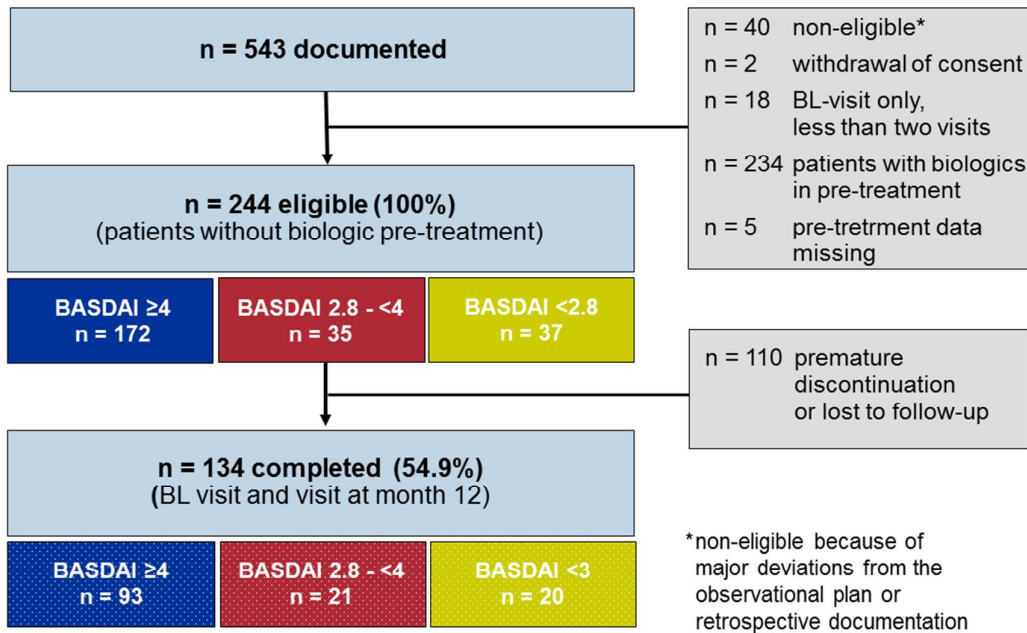 n = 543 documented
n = 40 non-eligible*
n = 2 withdrawal of consent
n = 18 BL-visit only,
less than two visits
n = 234 patients with biologics
in pre-treatment
n = 5 pre-tretrment data
missing
n = 244 eligible (100%)
(patients without biologic pre-treatment)
BASDAI ≥4
n = 172
BASDAI 2.8 - <4
n = 35
BASDAI <2.8
n = 37
n = 110 premature
discontinuation
or lost to follow-up
n = 134 completed (54.9%)
(BL visit and visit at month 12)
BASDAI ≥4
n = 93
BASDAI 2.8 - <4
n = 21
BASDAI <3
n = 20
*non-eligible because of
major deviations from the
observational plan or
retrospective documentation